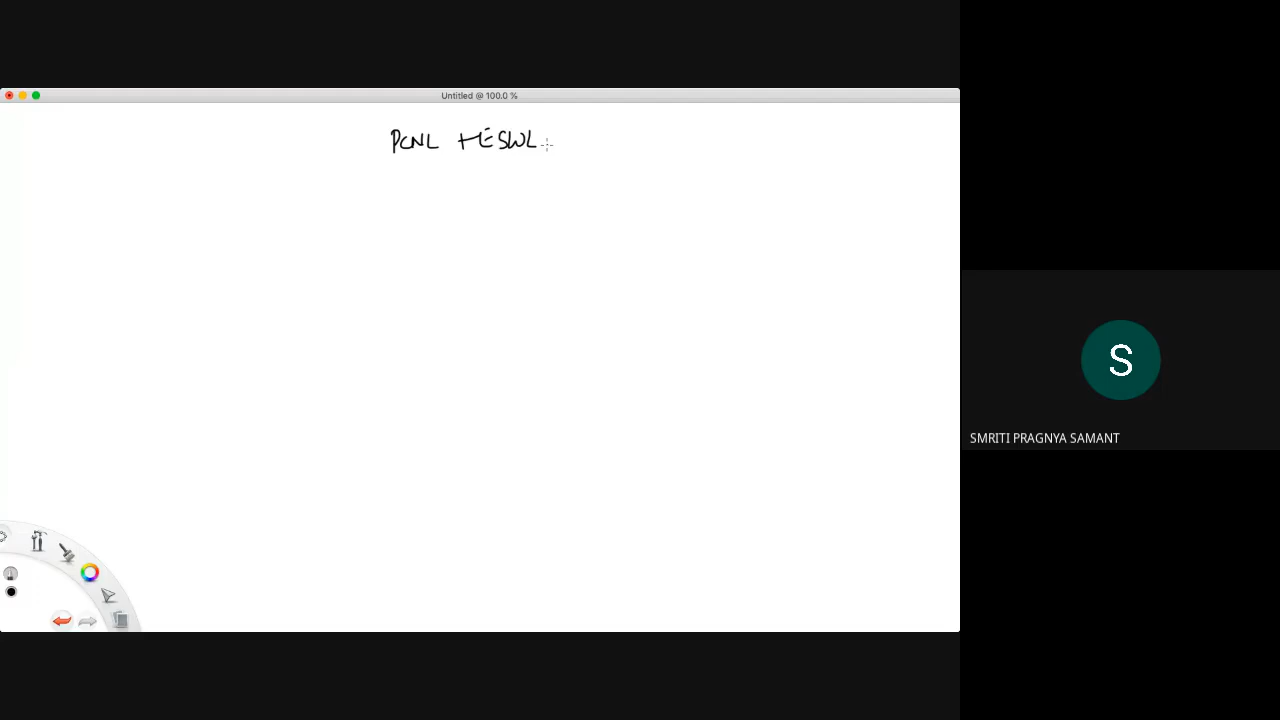 Untitled @ 100.0 %
PCNL + ESWL
S
SMRITI PRAGNYA SAMANT